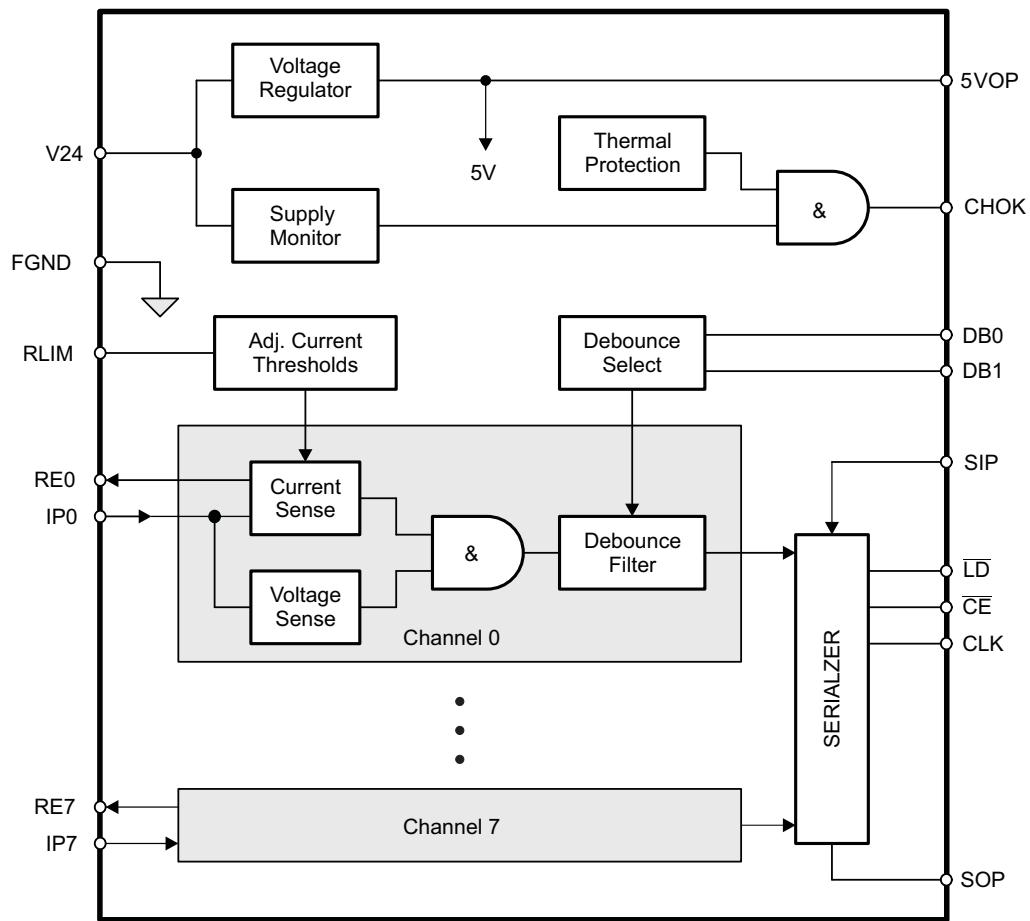 Voltage
Regulator
5VOP
V24
5V
Thermal
Protection
&
CHOK
Supply
Monitor
FGND
RLIM
Adj. Current
Thresholds
Debounce
Select
DB0
DB1
RE0
IP0
Current
Sense
&
Debounce
Filter
Voltage
Sense
Channel 0
SIP
LD
CE
CLK
SERIALZER
RE7
IP7
Channel 7
SOP